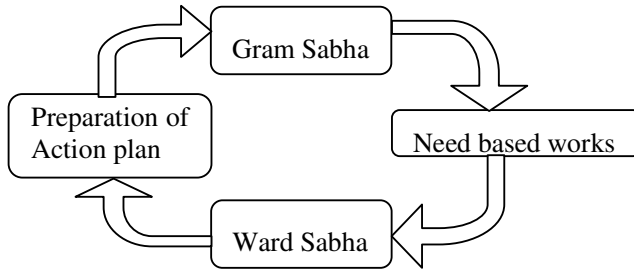 Gram Sabha
Preparation of
Action plan
Need based works
Ward Sabha